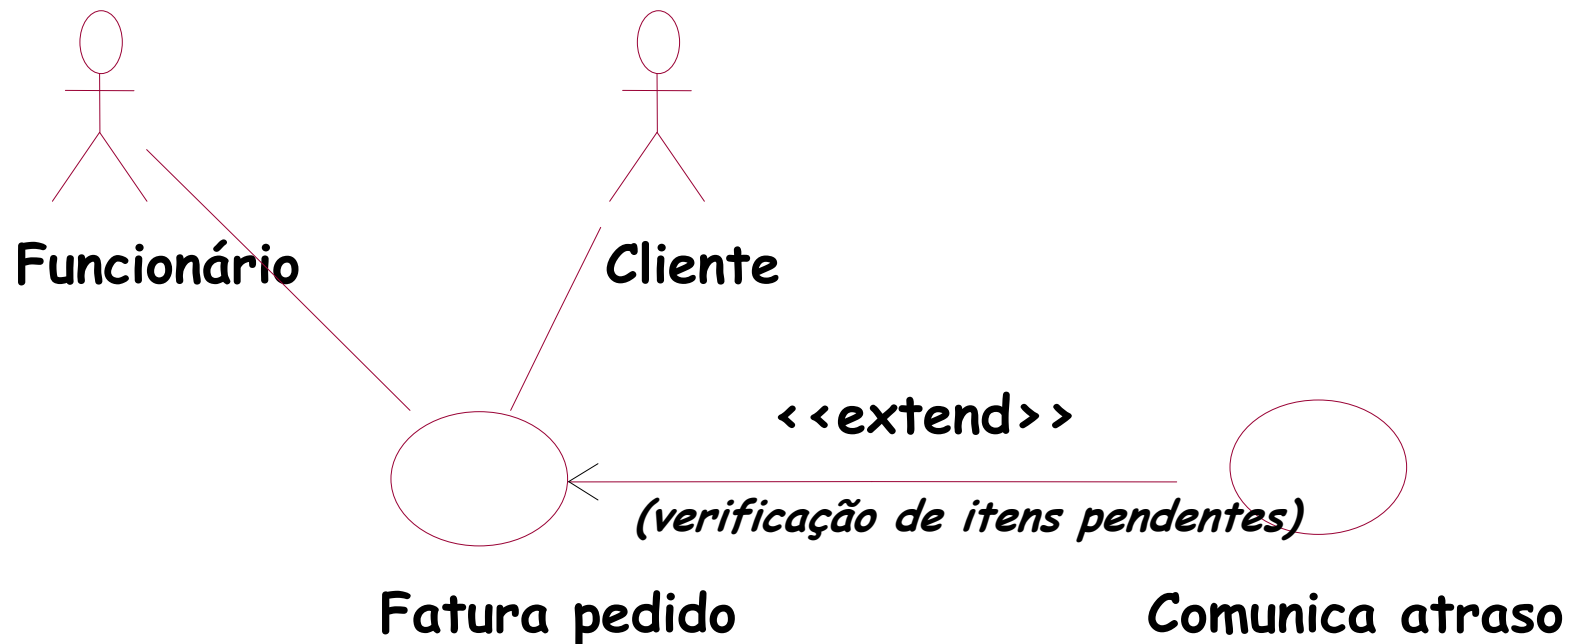 Funcionário
Cliente
<<extend>>
(verificação de itens pendentes)
Fatura pedido
Comunica atraso